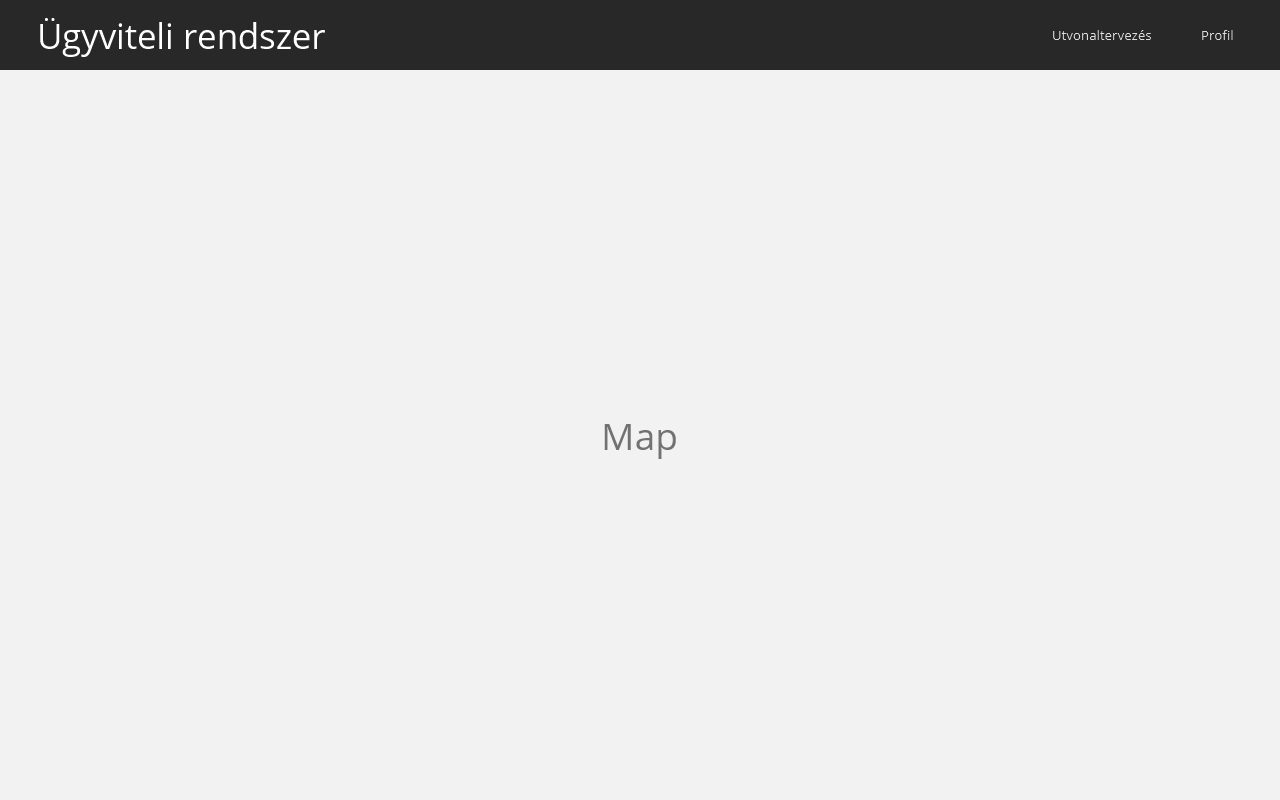 Ügyviteli rendszer
Utvonaltervezés
Profil
Map